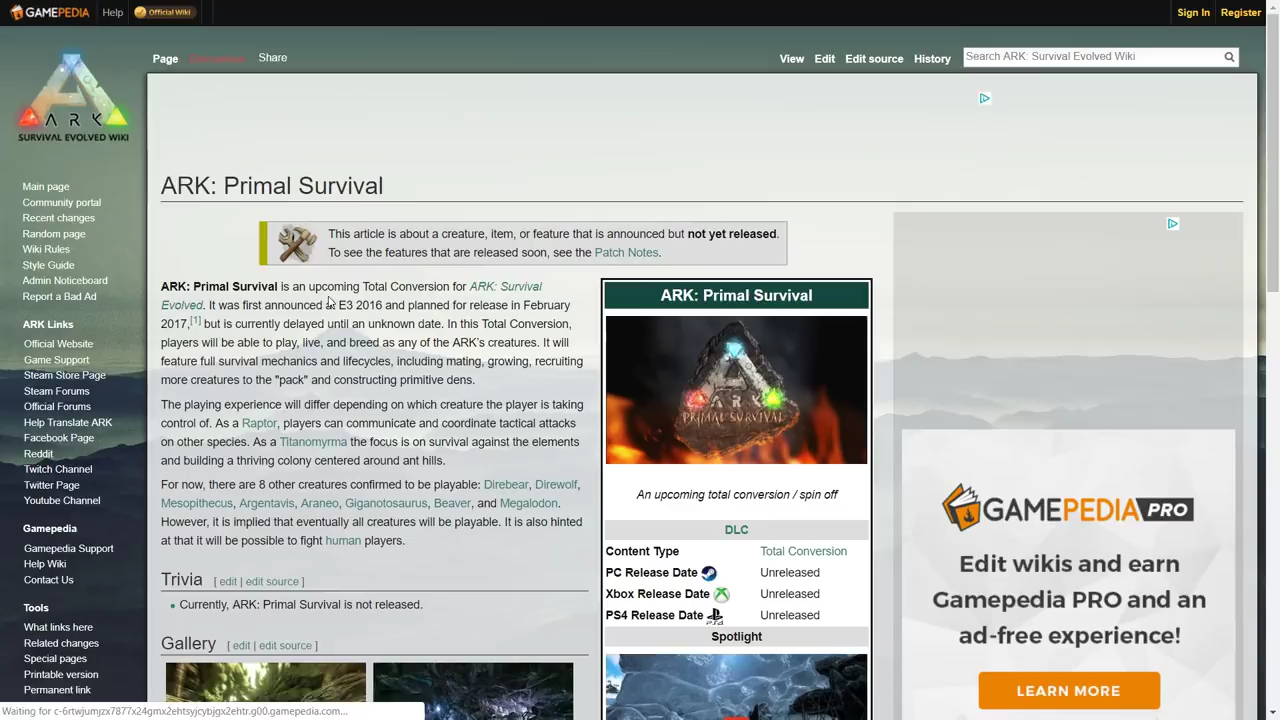 GAMEPEDIA Help Official Wiki Sign In Register
Page Share View Edit Edit source History Search ARK: Survival Evolved Wiki
ARK
SURVIVAL EVOLVED WIKI
Main page
Community portal
Recent changes
Random page
Wiki Rules
Style Guide
Admin Noticeboard
Report a Bad Ad
ARK Links
Official Website
Game Support
Steam Store Page
Steam Forums
Official Forums
Help Translate ARK
Facebook Page
Reddit
Twitch Channel
Twitter Page
Youtube Channel
Gamepedia
Gamepedia Support
Help Wiki
Contact Us
Tools
What links here
Related changes
Special pages
Printable version
Permanent link
ARK: Primal Survival
This article is about a creature, item, or feature that is announced but not yet released.
To see the features that are released soon, see the Patch Notes.
ARK: Primal Survival is an upcoming Total Conversion for ARK: Survival
Evolved. It was first announced at E3 2016 and planned for release in February
2017,[1] but is currently delayed until an unknown date. In this Total Conversion,
players will be able to play, live, and breed as any of the ARK's creatures. It will
feature full survival mechanics and lifecycles, including mating, growing, recruiting
more creatures to the "pack" and constructing primitive dens.
The playing experience will differ depending on which creature the player is taking
control of. As a Raptor, players can communicate and coordinate tactical attacks
on other species. As a Titanomyrma the focus is on survival against the elements
and building a thriving colony centered around ant hills.
For now, there are 8 other creatures confirmed to be playable: Direbear, Direwolf,
Mesopithecus, Argentavis, Araneo, Giganotosaurus, Beaver, and Megalodon.
However, it is implied that eventually all creatures will be playable. It is also hinted
at that it will be possible to fight human players.
Trivia [ edit | edit source ]
Currently, ARK: Primal Survival is not released.
Gallery [ edit | edit source ]
ARK: Primal Survival
ARK
PRIMAL SURVIVAL
An upcoming total conversion / spin off
DLC
Content Type Total Conversion
PC Release Date Unreleased
Xbox Release Date Unreleased
PS4 Release Date Unreleased
Spotlight
GAMEPEDIA PRO
Edit wikis and earn
Gamepedia PRO and an
ad-free experience!
LEARN MORE
Waiting for c-6rtwjumjzx7877x24gmx2ehtsyjcybjgx2ehtr.g00.gamepedia.com...